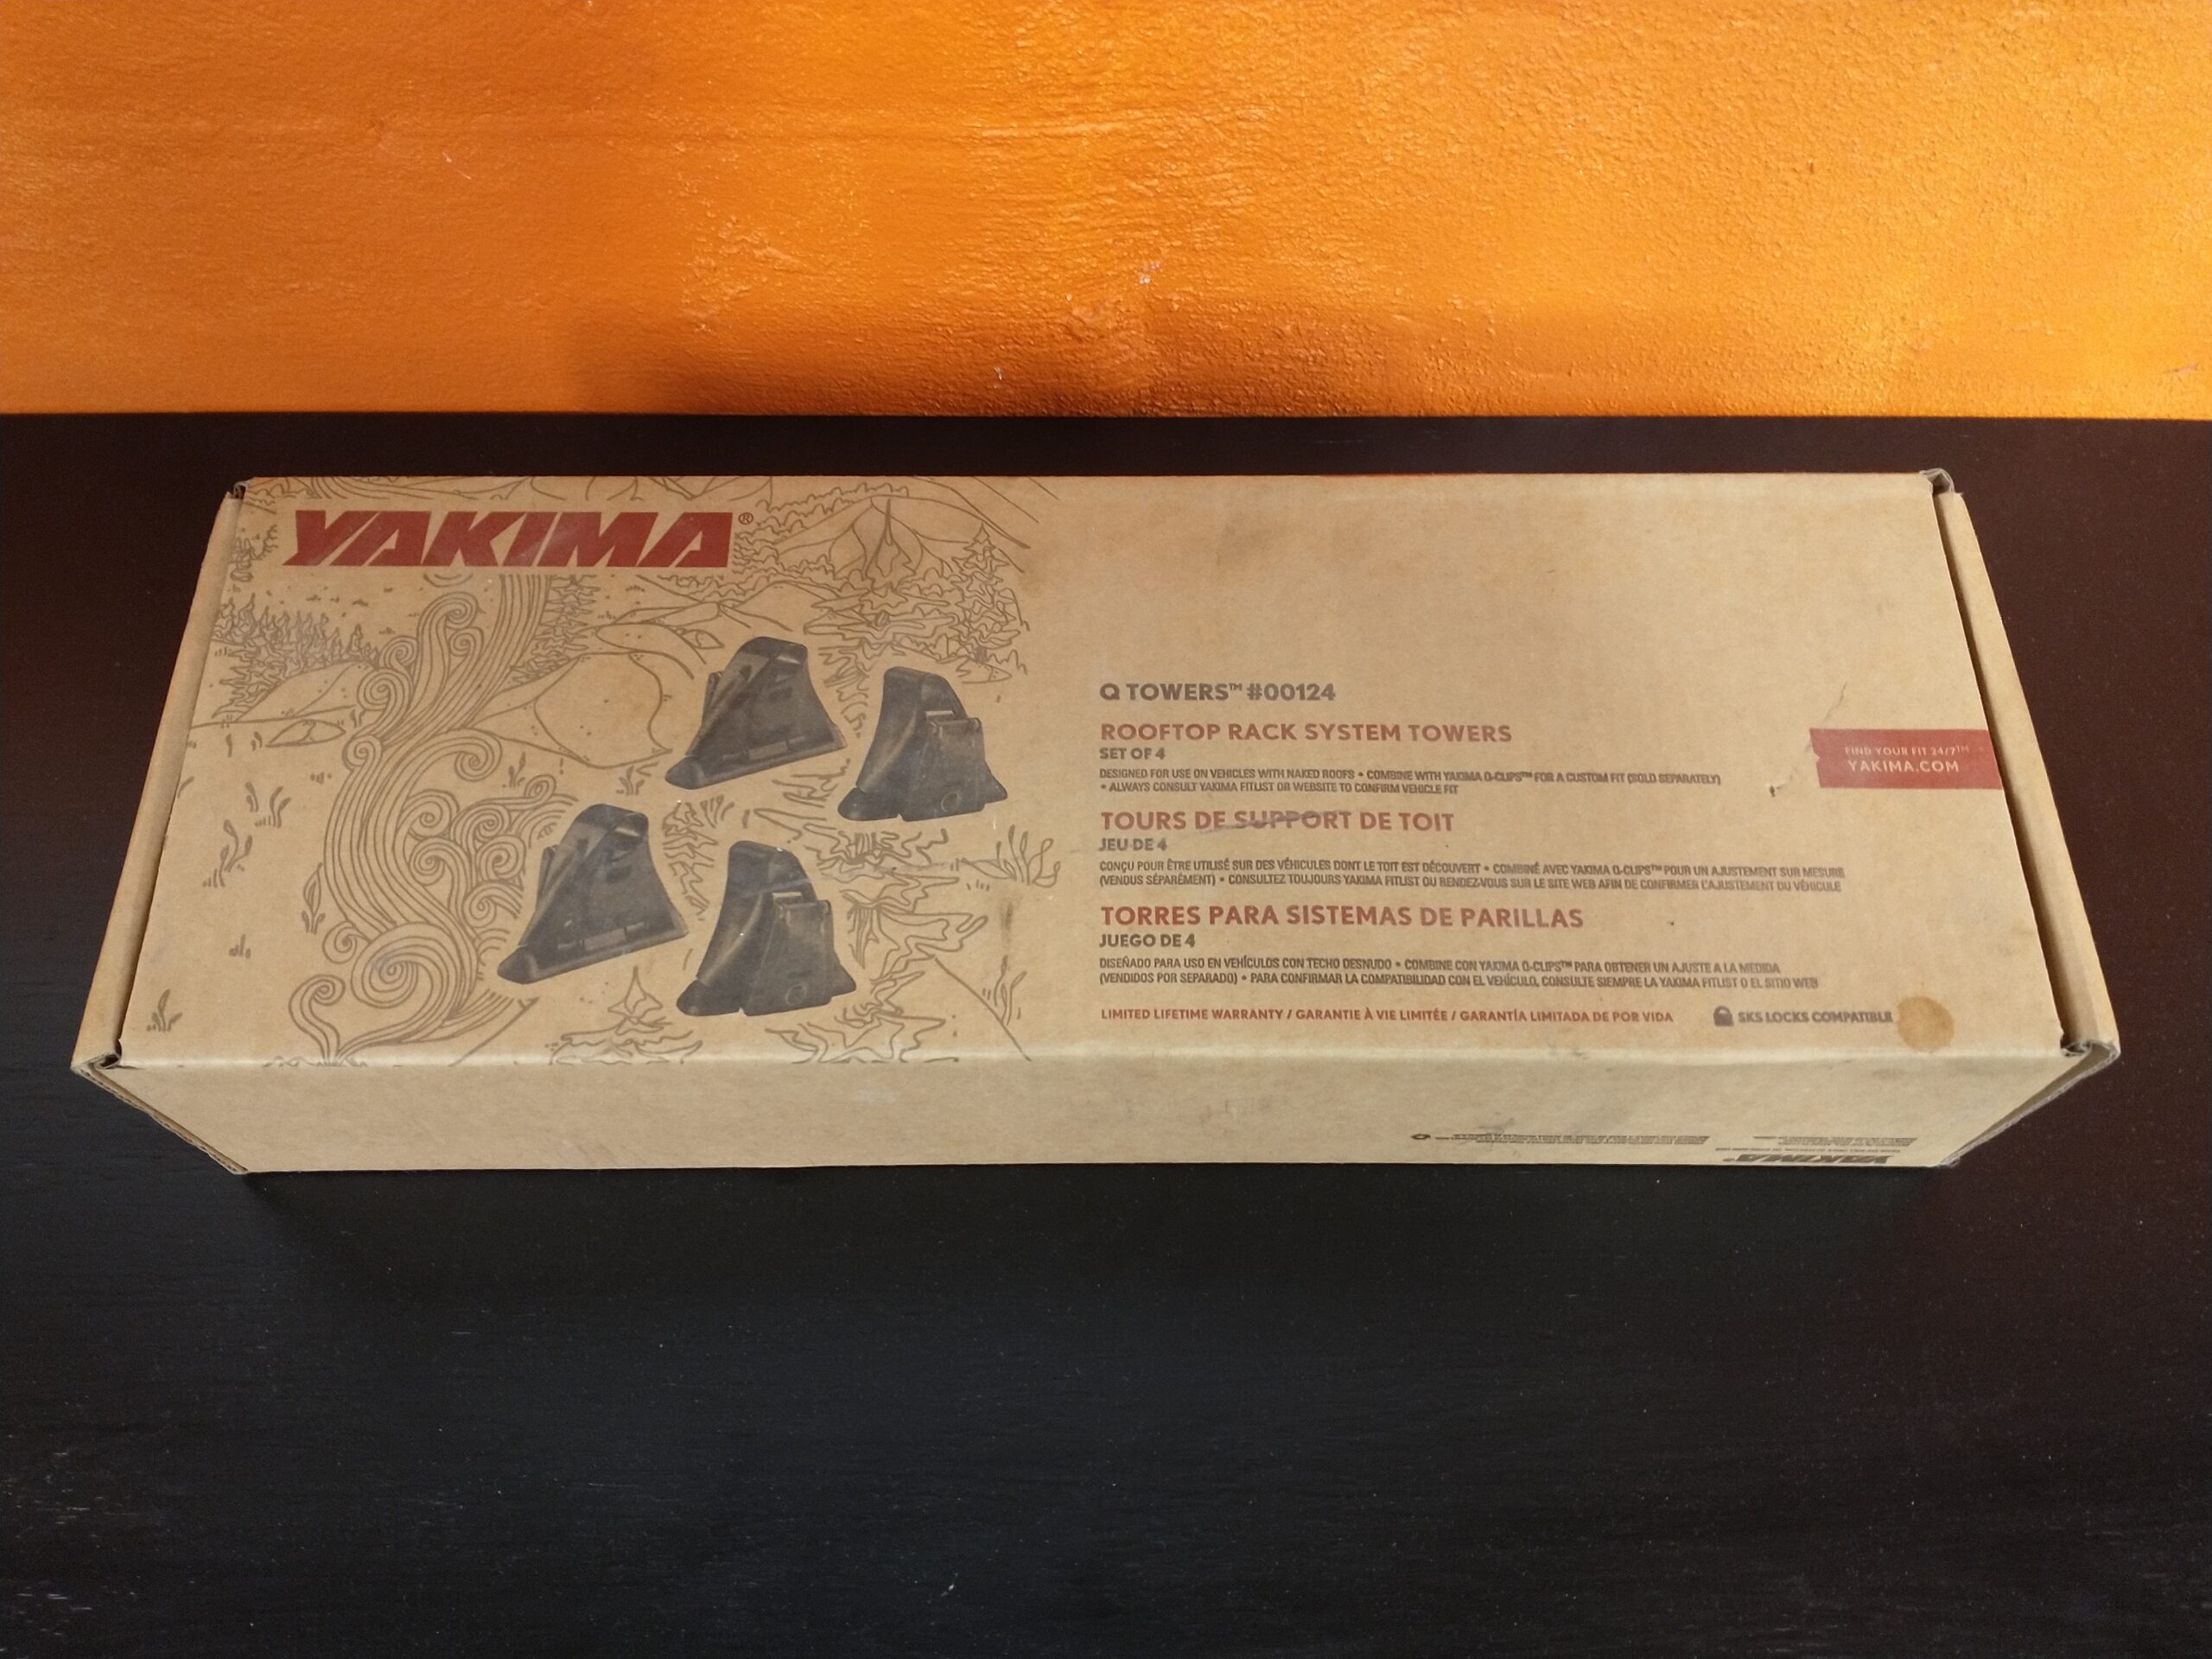 YAKIMA®
Q TOWERS™ #00124
ROOFTOP RACK SYSTEM TOWERS
SET OF 4
DESIGNED FOR USE ON VEHICLES WITH NAKED ROOFS • COMBINE WITH YAKIMA Q-CLIPS™ FOR A CUSTOM FIT (SOLD SEPARATELY)
• ALWAYS CONSULT YAKIMA FITLIST OR WEBSITE TO CONFIRM VEHICLE FIT
FIND YOUR FIT 24/7™
YAKIMA.COM
TOURS DE SUPPORT DE TOIT
JEU DE 4
CONÇU POUR ÊTRE UTILISÉ SUR DES VÉHICULES DONT LE TOIT EST DÉCOUVERT • COMBINÉ AVEC YAKIMA Q-CLIPS™ POUR UN AJUSTEMENT SUR MESURE
(VENDUS SÉPARÉMENT) • CONSULTEZ TOUJOURS YAKIMA FITLIST OU RENDEZ-VOUS SUR LE SITE WEB AFIN DE CONFIRMER L'AJUSTEMENT DU VÉHICULE
TORRES PARA SISTEMAS DE PARILLAS
JUEGO DE 4
DISEÑADO PARA USO EN VEHÍCULOS CON TECHO DESNUDO • COMBINE CON YAKIMA Q-CLIPS™ PARA OBTENER UN AJUSTE A LA MEDIDA
(VENDIDOS POR SEPARADO) • PARA CONFIRMAR LA COMPATIBILIDAD CON EL VEHÍCULO, CONSULTE SIEMPRE LA YAKIMA FITLIST O EL SITIO WEB
LIMITED LIFETIME WARRANTY / GARANTIE À VIE LIMITÉE / GARANTÍA LIMITADA DE POR VIDA
SKS LOCKS COMPATIBLE
YAKIMA®